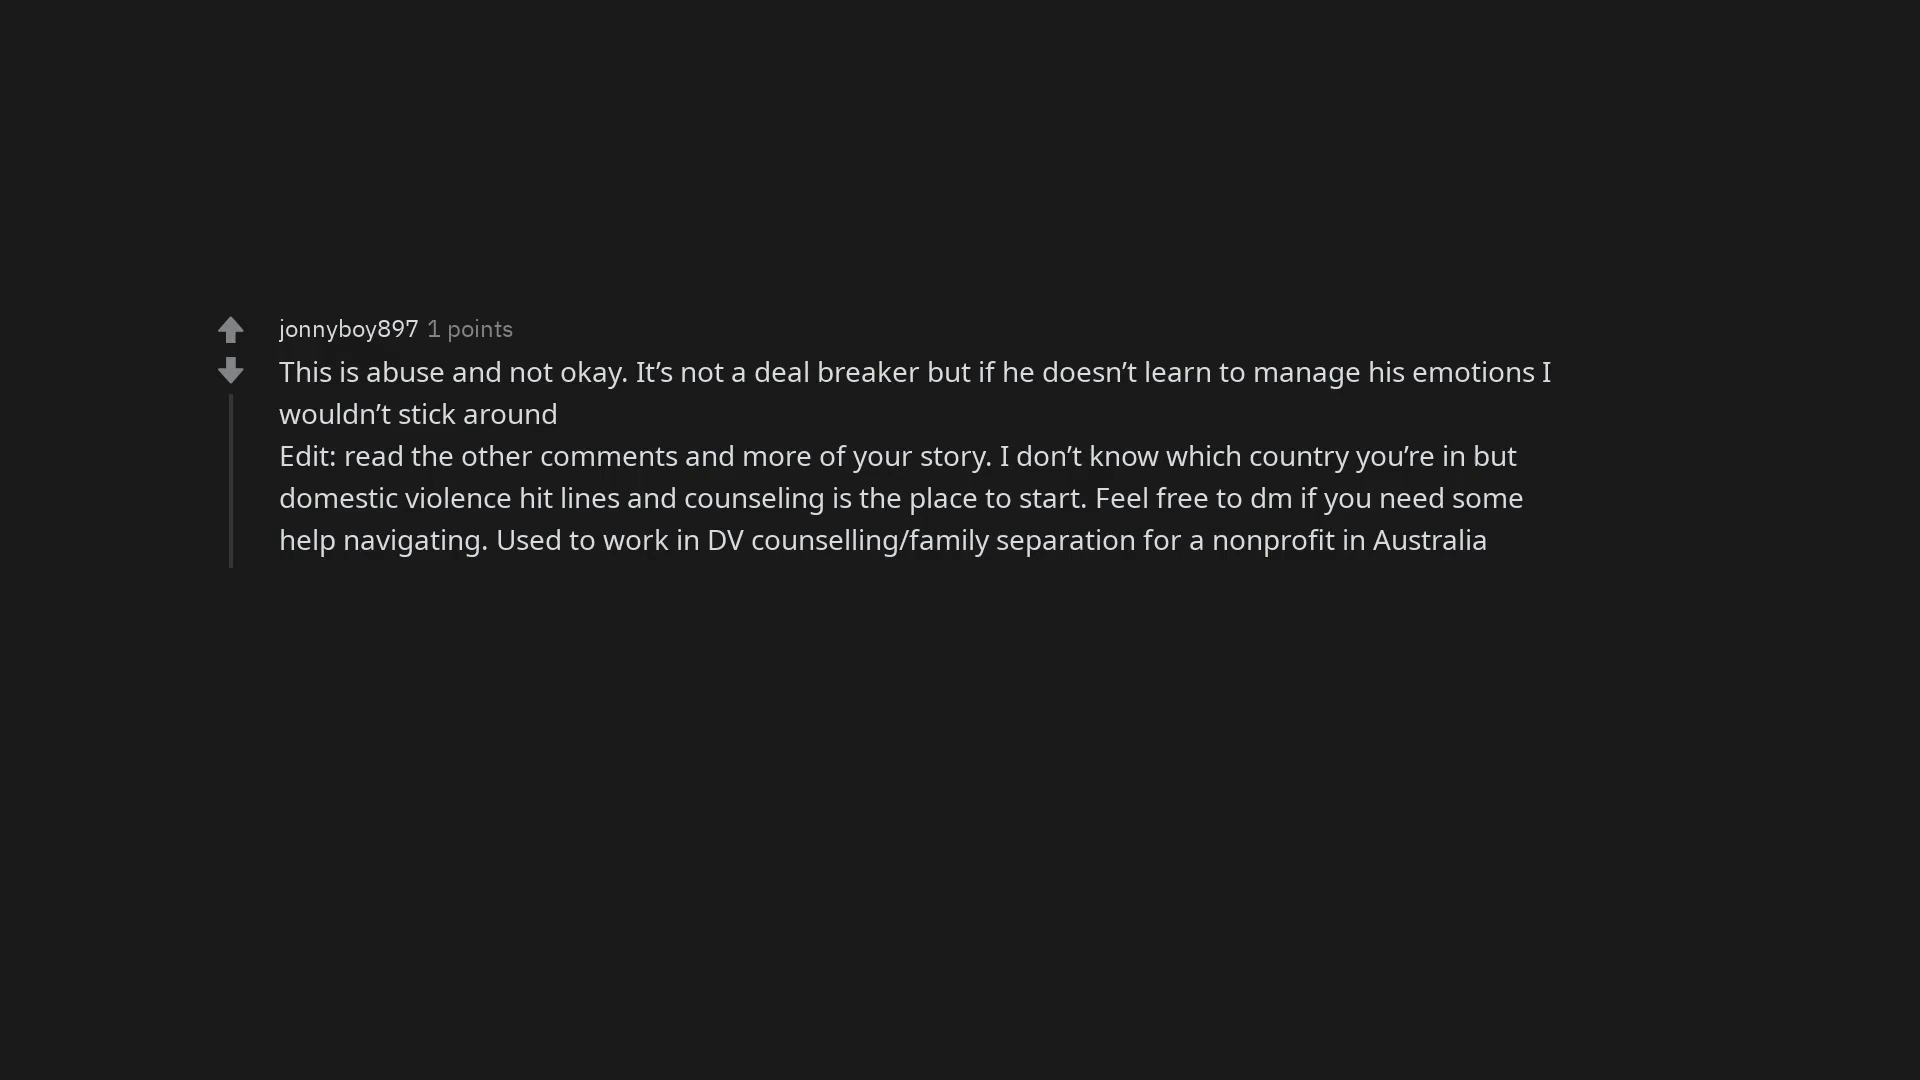 jonnyboy897 1 points
This is abuse and not okay. It’s not a deal breaker but if he doesn’t learn to manage his emotions I
wouldn’t stick around
Edit: read the other comments and more of your story. I don’t know which country you’re in but
domestic violence hit lines and counseling is the place to start. Feel free to dm if you need some
help navigating. Used to work in DV counselling/family separation for a nonprofit in Australia